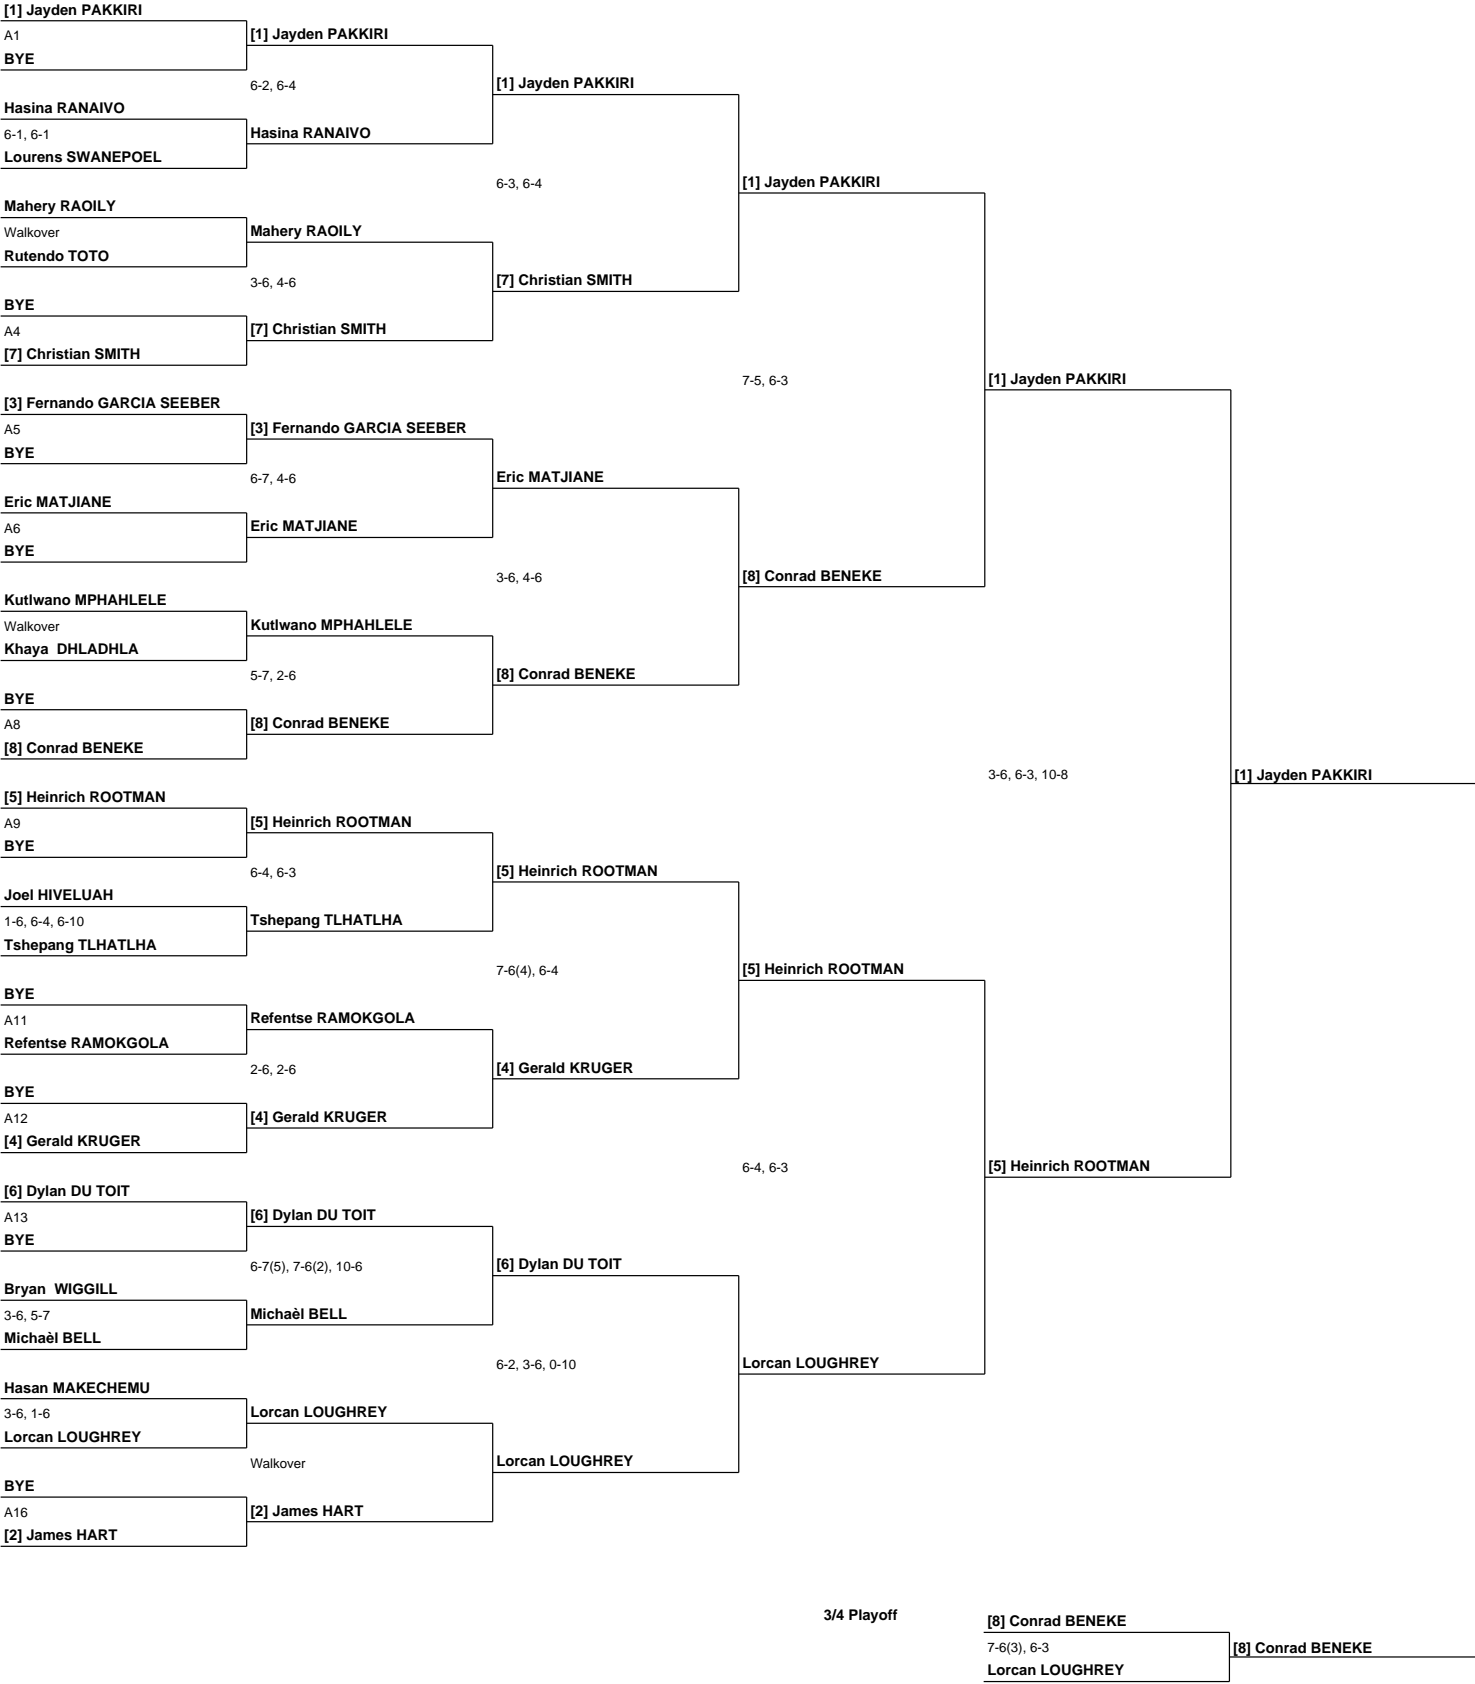 [1] Jayden PAKKIRI
A1
BYE
Hasina RANAIVO
6-1, 6-1
Lourens SWANEPOEL
Mahery RAOILY
Walkover
Rutendo TOTO
BYE
A4
[7] Christian SMITH
[3] Fernando GARCIA SEEBER
A5
BYE
Eric MATJIANE
A6
BYE
Kutlwano MPHAHLELE
Walkover
Khaya  DHLADHLA
BYE
A8
[8] Conrad BENEKE
[5] Heinrich ROOTMAN
A9
BYE
Joel HIVELUAH
1-6, 6-4, 6-10
Tshepang TLHATLHA
BYE
A11
Refentse RAMOKGOLA
BYE
A12
[4] Gerald KRUGER
[6] Dylan DU TOIT
A13
BYE
Bryan  WIGGILL
3-6, 5-7
Michaèl BELL
Hasan MAKECHEMU
3-6, 1-6
Lorcan LOUGHREY
BYE
A16
[2] James HART
[1] Jayden PAKKIRI
6-2, 6-4
Hasina RANAIVO
Mahery RAOILY
3-6, 4-6
[7] Christian SMITH
[3] Fernando GARCIA SEEBER
6-7, 4-6
Eric MATJIANE
Kutlwano MPHAHLELE
5-7, 2-6
[8] Conrad BENEKE
[5] Heinrich ROOTMAN
6-4, 6-3
Tshepang TLHATLHA
Refentse RAMOKGOLA
2-6, 2-6
[4] Gerald KRUGER
[6] Dylan DU TOIT
6-7(5), 7-6(2), 10-6
Michaèl BELL
Lorcan LOUGHREY
Walkover
[2] James HART
[1] Jayden PAKKIRI
6-3, 6-4
[7] Christian SMITH
Eric MATJIANE
3-6, 4-6
[8] Conrad BENEKE
[5] Heinrich ROOTMAN
7-6(4), 6-4
[4] Gerald KRUGER
[6] Dylan DU TOIT
6-2, 3-6, 0-10
Lorcan LOUGHREY
[1] Jayden PAKKIRI
7-5, 6-3
[8] Conrad BENEKE
[5] Heinrich ROOTMAN
6-4, 6-3
Lorcan LOUGHREY
[1] Jayden PAKKIRI
3-6, 6-3, 10-8
[5] Heinrich ROOTMAN
[1] Jayden PAKKIRI
3/4 Playoff
[8] Conrad BENEKE
7-6(3), 6-3
Lorcan LOUGHREY
[8] Conrad BENEKE